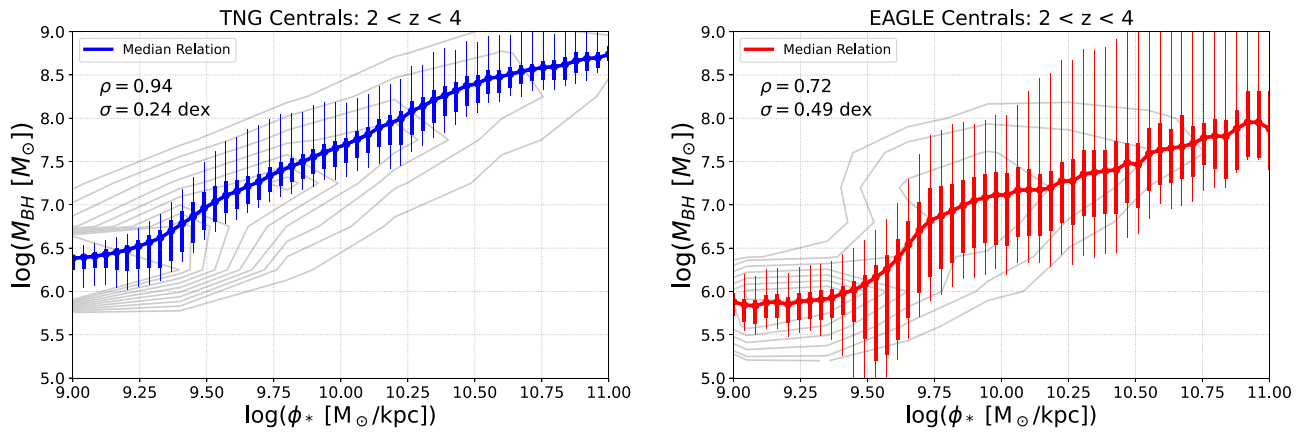 TNG Centrals: 2 < z < 4
log(M_BH [M_⊙])
9.0
8.5
8.0
7.5
7.0
6.5
6.0
5.5
5.0
Median Relation
ρ = 0.94
σ = 0.24 dex
9.00 9.25 9.50 9.75 10.00 10.25 10.50 10.75 11.00
log(ϕ_* [M_⊙/kpc])
EAGLE Centrals: 2 < z < 4
log(M_BH [M_⊙])
9.0
8.5
8.0
7.5
7.0
6.5
6.0
5.5
5.0
Median Relation
ρ = 0.72
σ = 0.49 dex
9.00 9.25 9.50 9.75 10.00 10.25 10.50 10.75 11.00
log(ϕ_* [M_⊙/kpc])